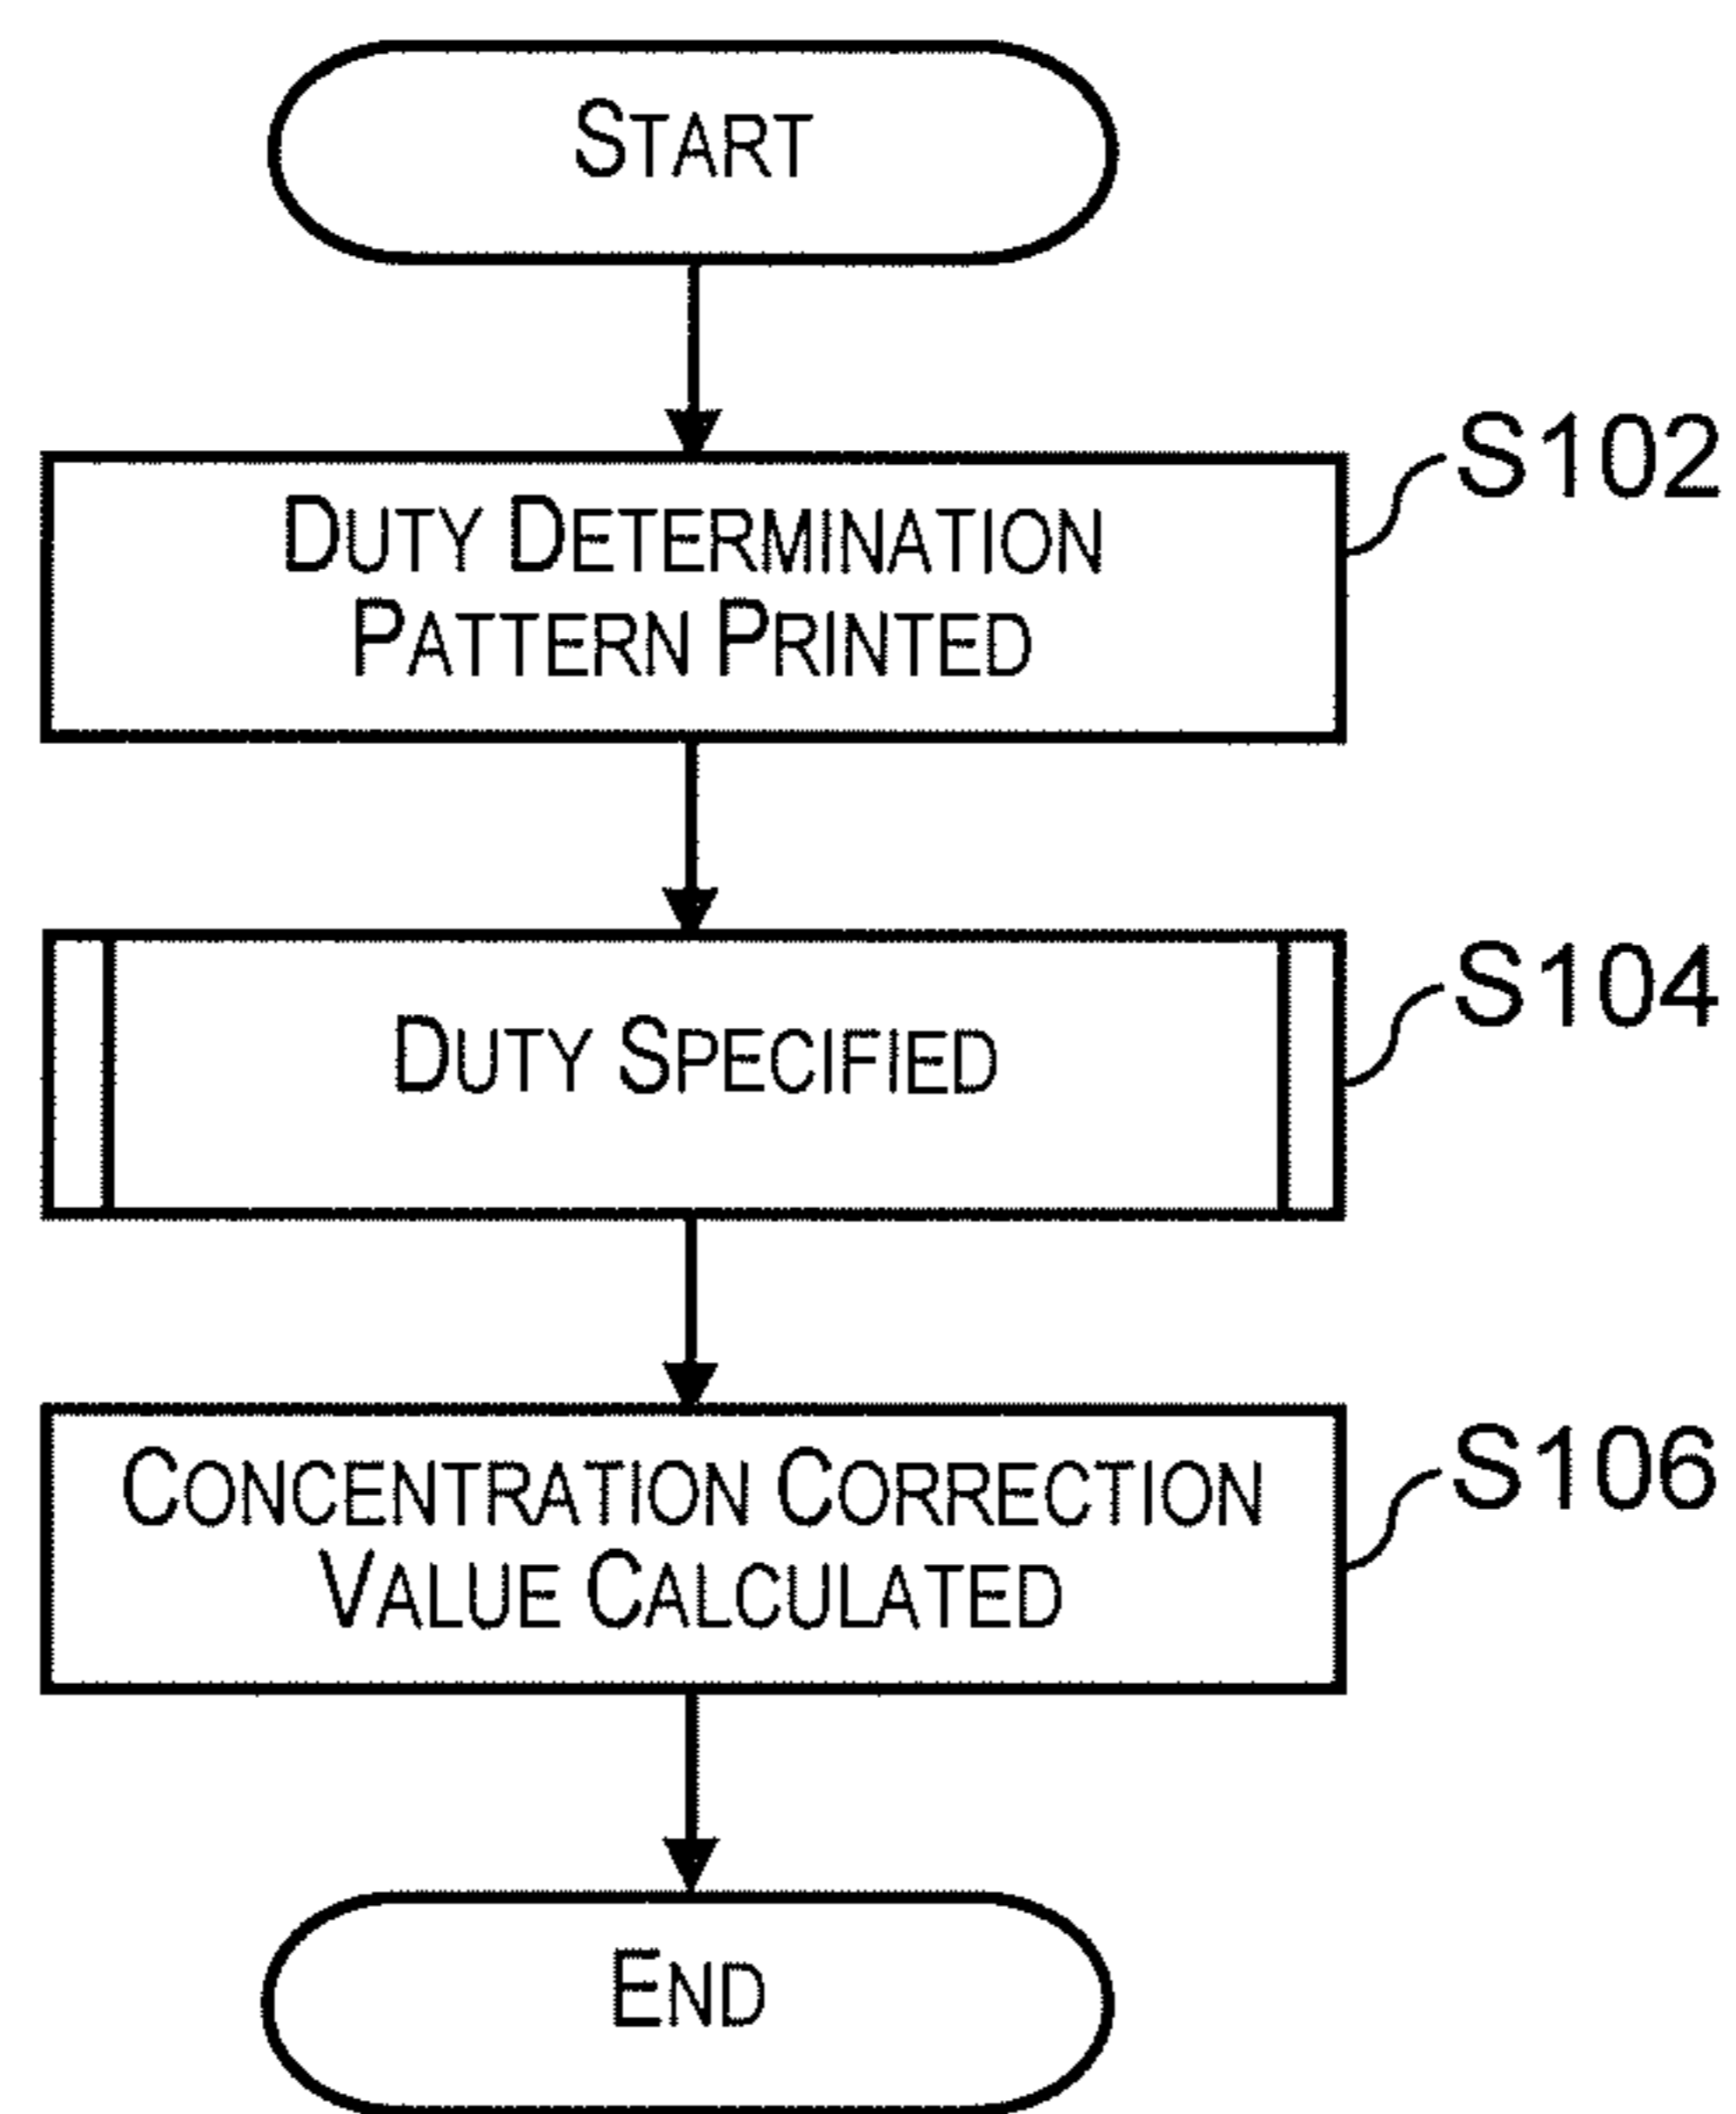 START
S102
DUTY DETERMINATION
PATTERN PRINTED
S104
DUTY SPECIFIED
S106
CONCENTRATION CORRECTION
VALUE CALCULATED
END